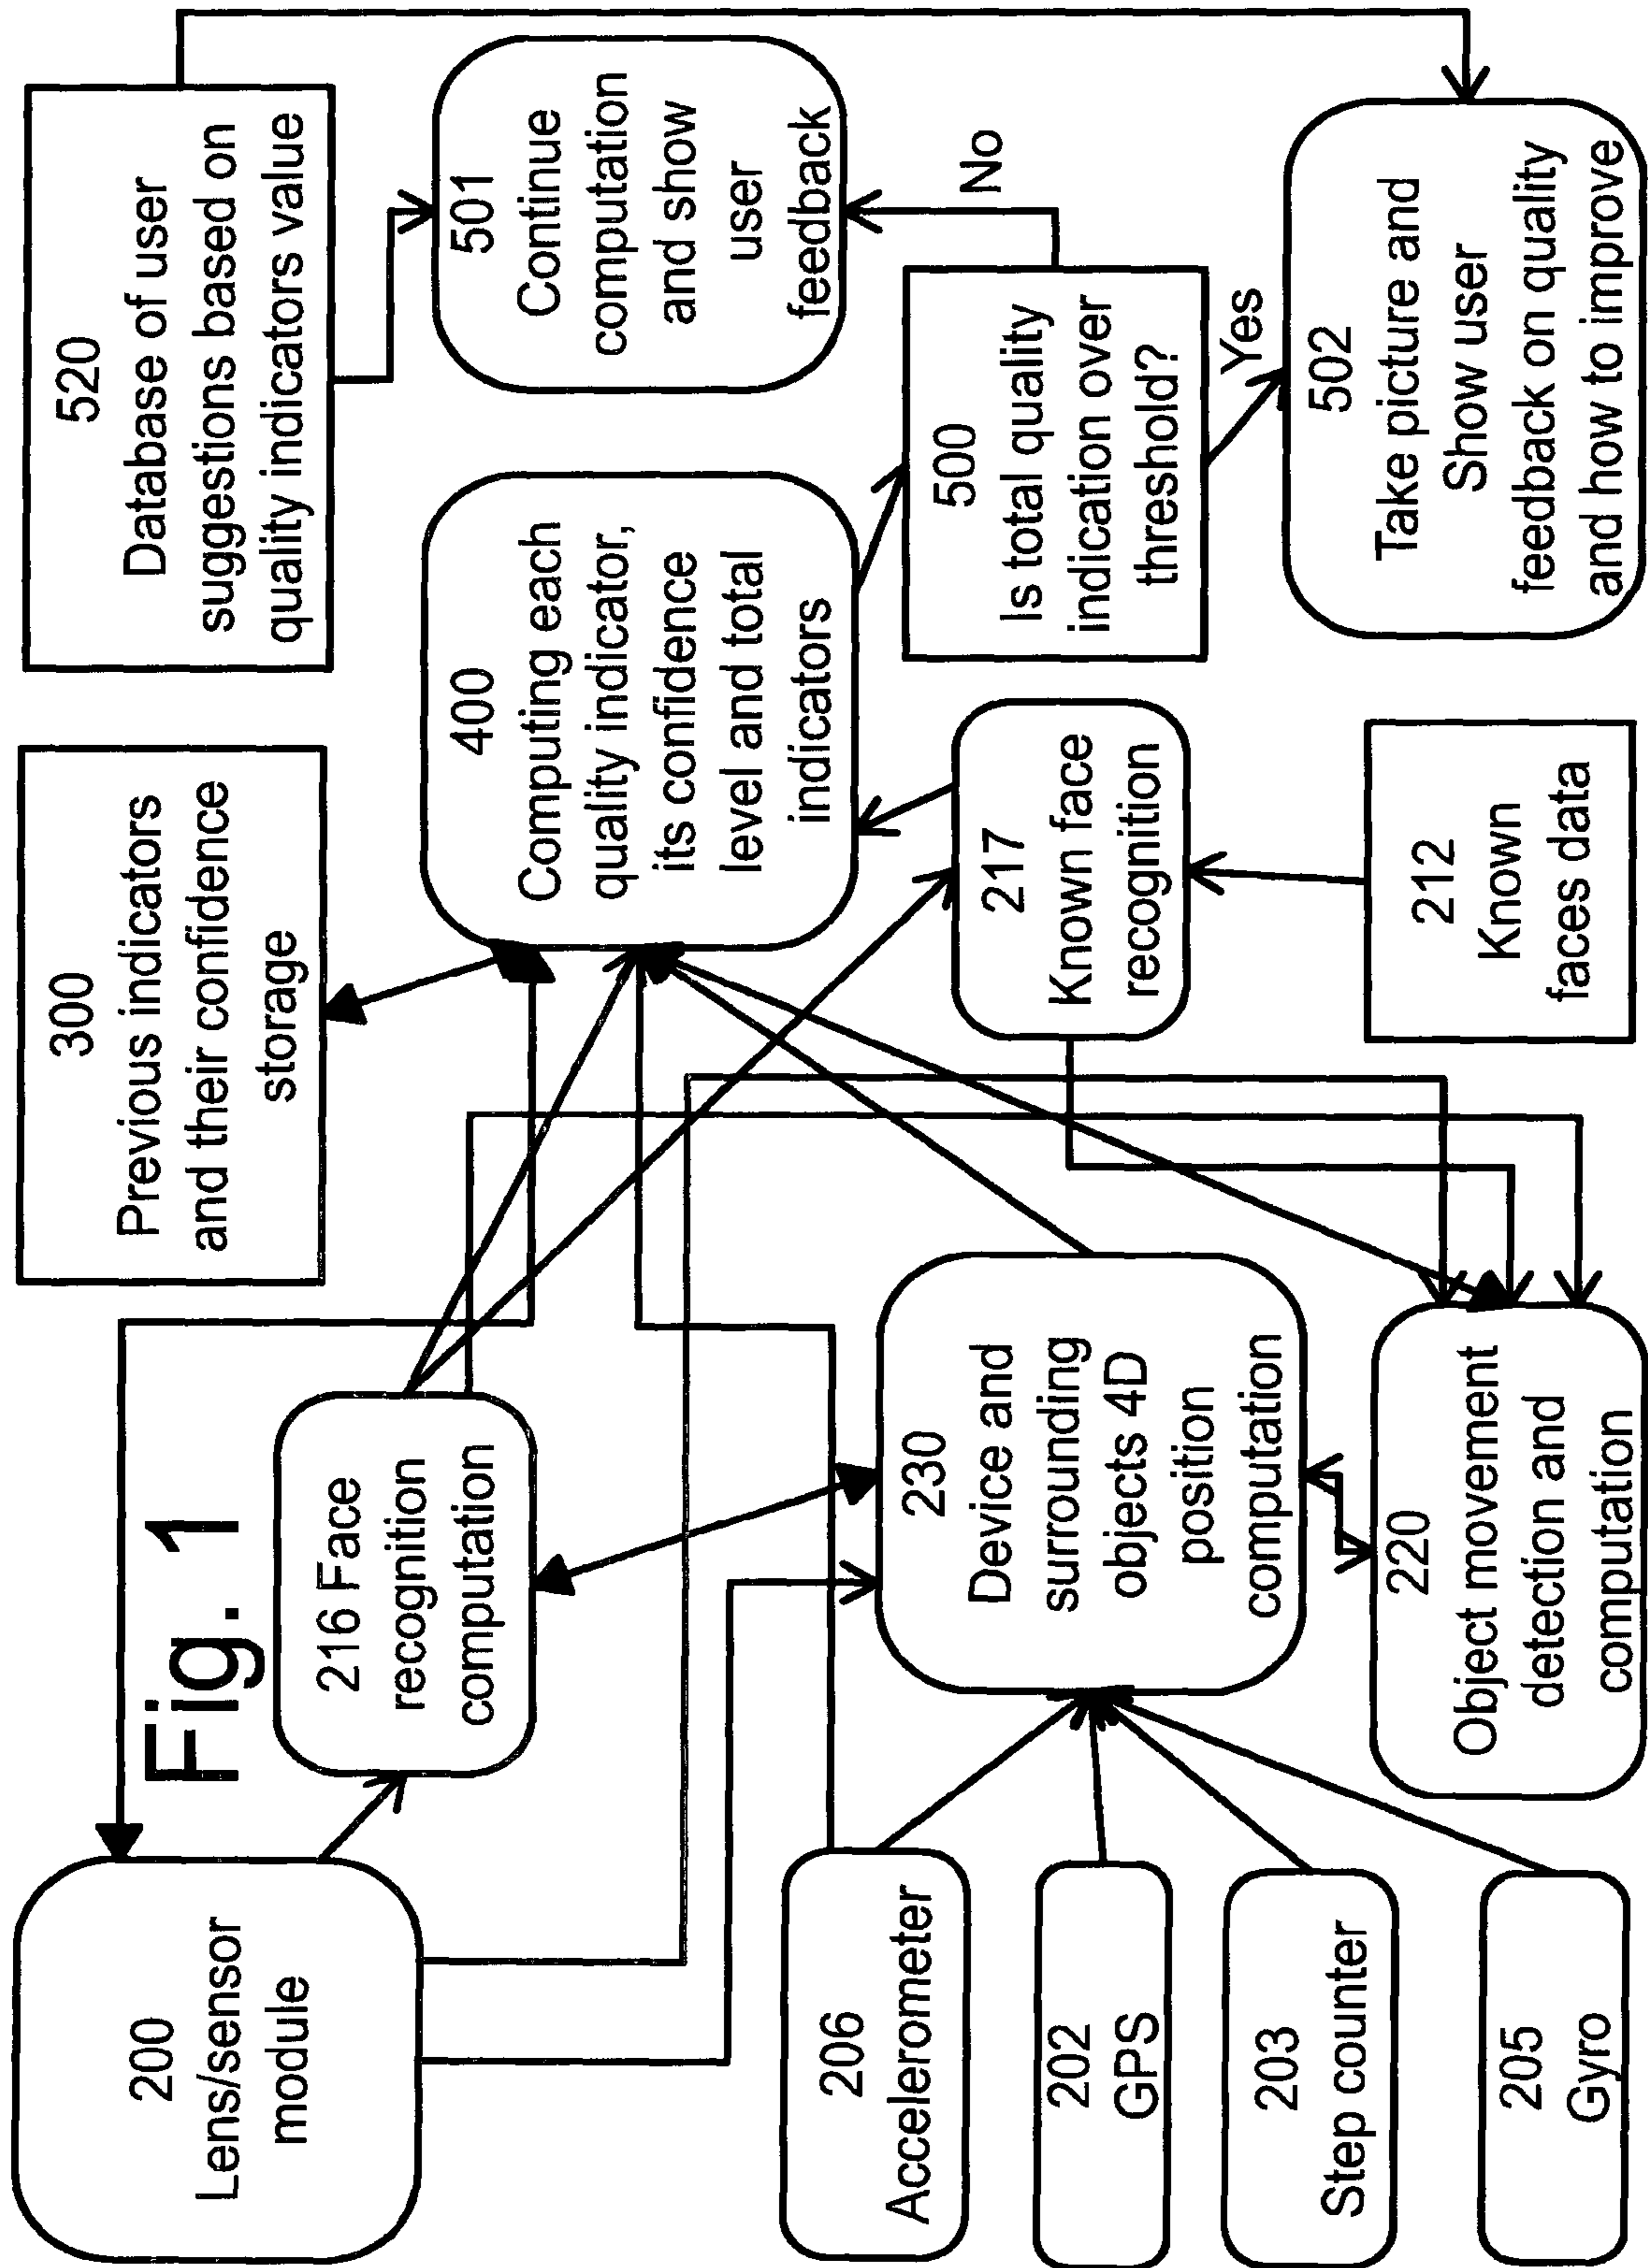 Fig. 1
200
Lens/sensor
module
216 Face
recognition
computation
300
Previous indicators
and their confidence
storage
520
Database of user
suggestions based on
quality indicators value
400
Computing each
quality indicator,
its confidence
level and total
indicators
501
Continue
computation
and show
user
feedback
No
206
Accelerometer
202
GPS
203
Step counter
205
Gyro
230
Device and
surrounding
objects 4D
position
computation
220
Object movement
detection and
computation
217
Known face
recognition
212
Known
faces data
500
Is total quality
indication over
threshold?
Yes
502
Take picture and
Show user
feedback on quality
and how to improve